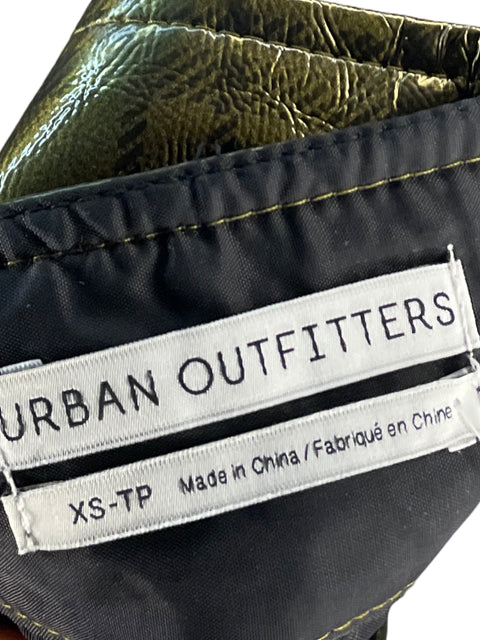 URBAN OUTFITTERS
XS-TP Made in China / Fabriqué en Chine